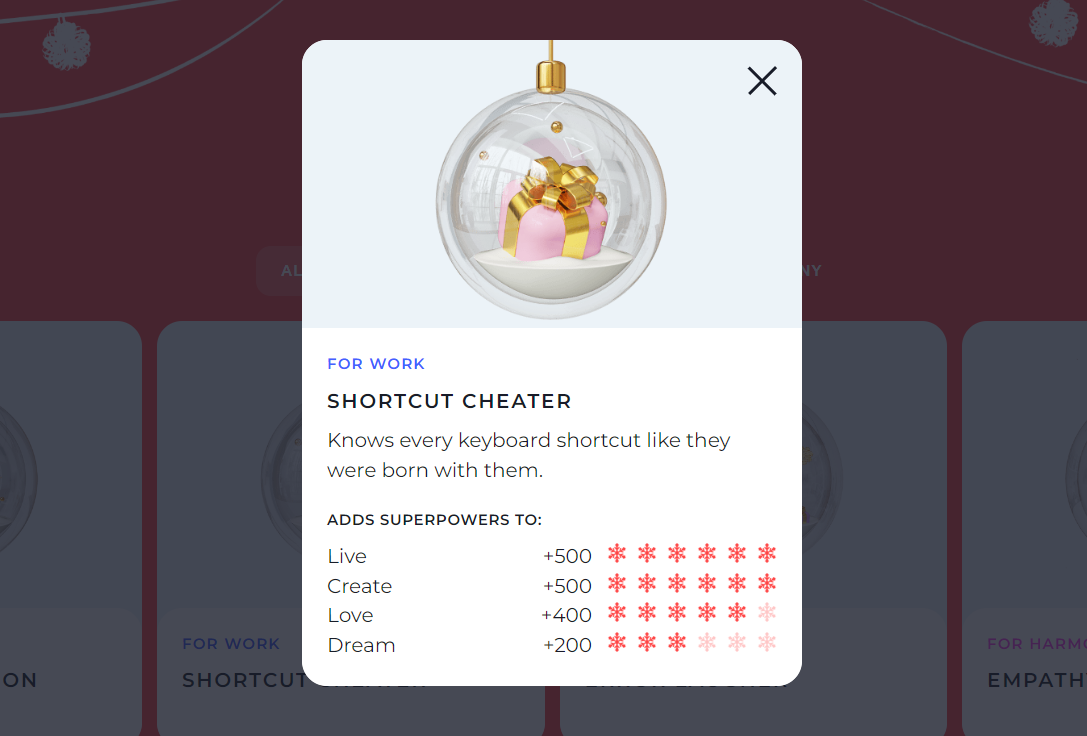 FOR WORK
SHORTCUT CHEATER
Knows every keyboard shortcut like they
were born with them.
ADDS SUPERPOWERS TO:
Live +500
Create +500
Love +400
Dream +200
AL
NY
FOR WORK
FOR HARMO
ON
SHORTCUT
EMPATH